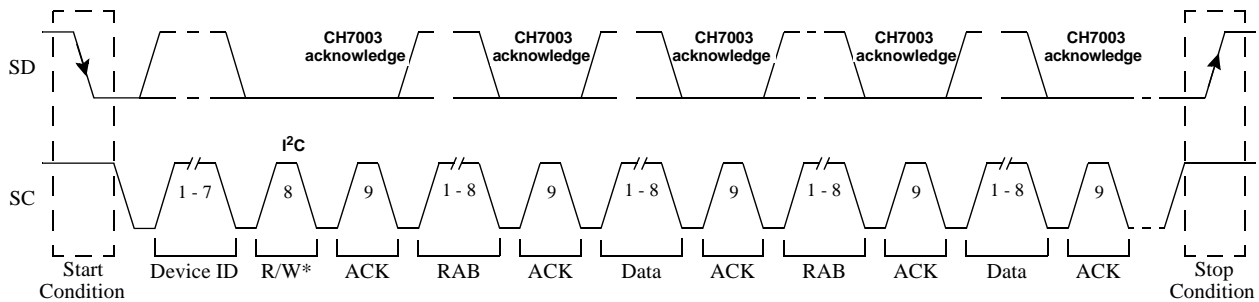 SD
CH7003
acknowledge
CH7003
acknowledge
CH7003
acknowledge
CH7003
acknowledge
CH7003
acknowledge
I²C
SC
1 - 7
8
9
1 - 8
9
1 - 8
9
1 - 8
9
1 - 8
9
Start
Condition
Device ID
R/W*
ACK
RAB
ACK
Data
ACK
RAB
ACK
Data
ACK
Stop
Condition